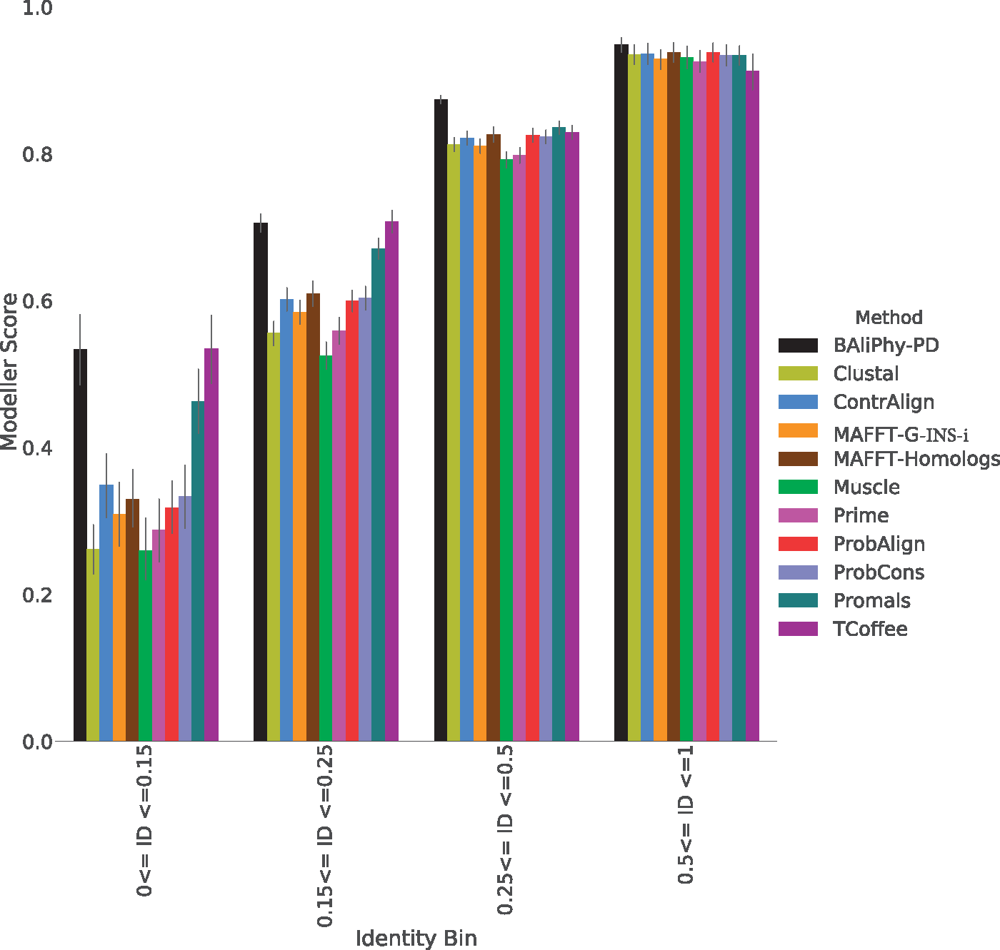 1.0
0.8
0.6
0.4
0.2
0.0
Modeller Score
0<= ID <=0.15
0.15<= ID <=0.25
0.25<= ID <=0.5
0.5<= ID <=1
Identity Bin
Method
BAliPhy-PD
Clustal
ContrAlign
MAFFT-G-INS-i
MAFFT-Homologs
Muscle
Prime
ProbAlign
ProbCons
Promals
TCoffee